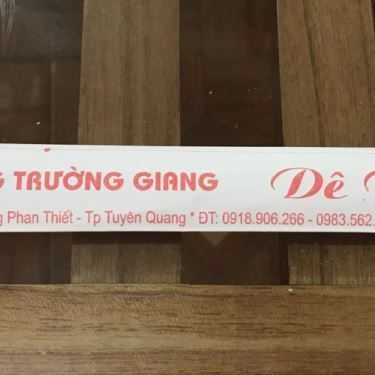 TRƯỜNG GIANG Dê
Phan Thiết - Tp Tuyên Quang * ĐT: 0918.906.266 - 0983.562.